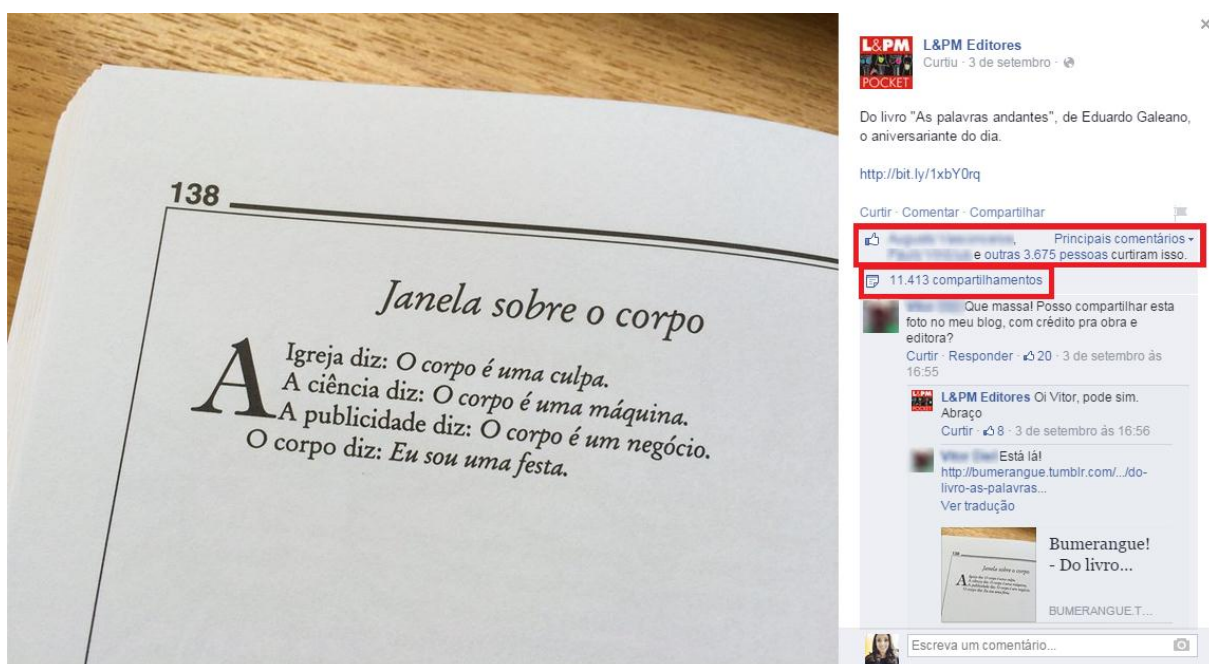 138
Janela sobre o corpo
A Igreja diz: O corpo é uma culpa.
A ciência diz: O corpo é uma máquina.
A publicidade diz: O corpo é um negócio.
O corpo diz: Eu sou uma festa.
×
L&PM
POCKET
L&PM Editores
Curtiu · 3 de setembro ·
Do livro "As palavras andantes", de Eduardo Galeano,
o aniversariante do dia.
http://bit.ly/1xbY0rq
Curtir · Comentar · Compartilhar
Principais comentários
e outras 3.675 pessoas curtiram isso.
11.413 compartilhamentos
Que massa! Posso compartilhar esta
foto no meu blog, com crédito pra obra e
editora?
Curtir · Responder · 20 · 3 de setembro às
16:55
L&PM Editores Oi Vitor, pode sim.
Abraço
Curtir · 8 · 3 de setembro às 16:56
Está lá!
http://bumerangue.tumblr.com/.../do-
livro-as-palavras...
Ver tradução
Bumerangue!
- Do livro...
BUMERANGUE.T...
Escreva um comentário...